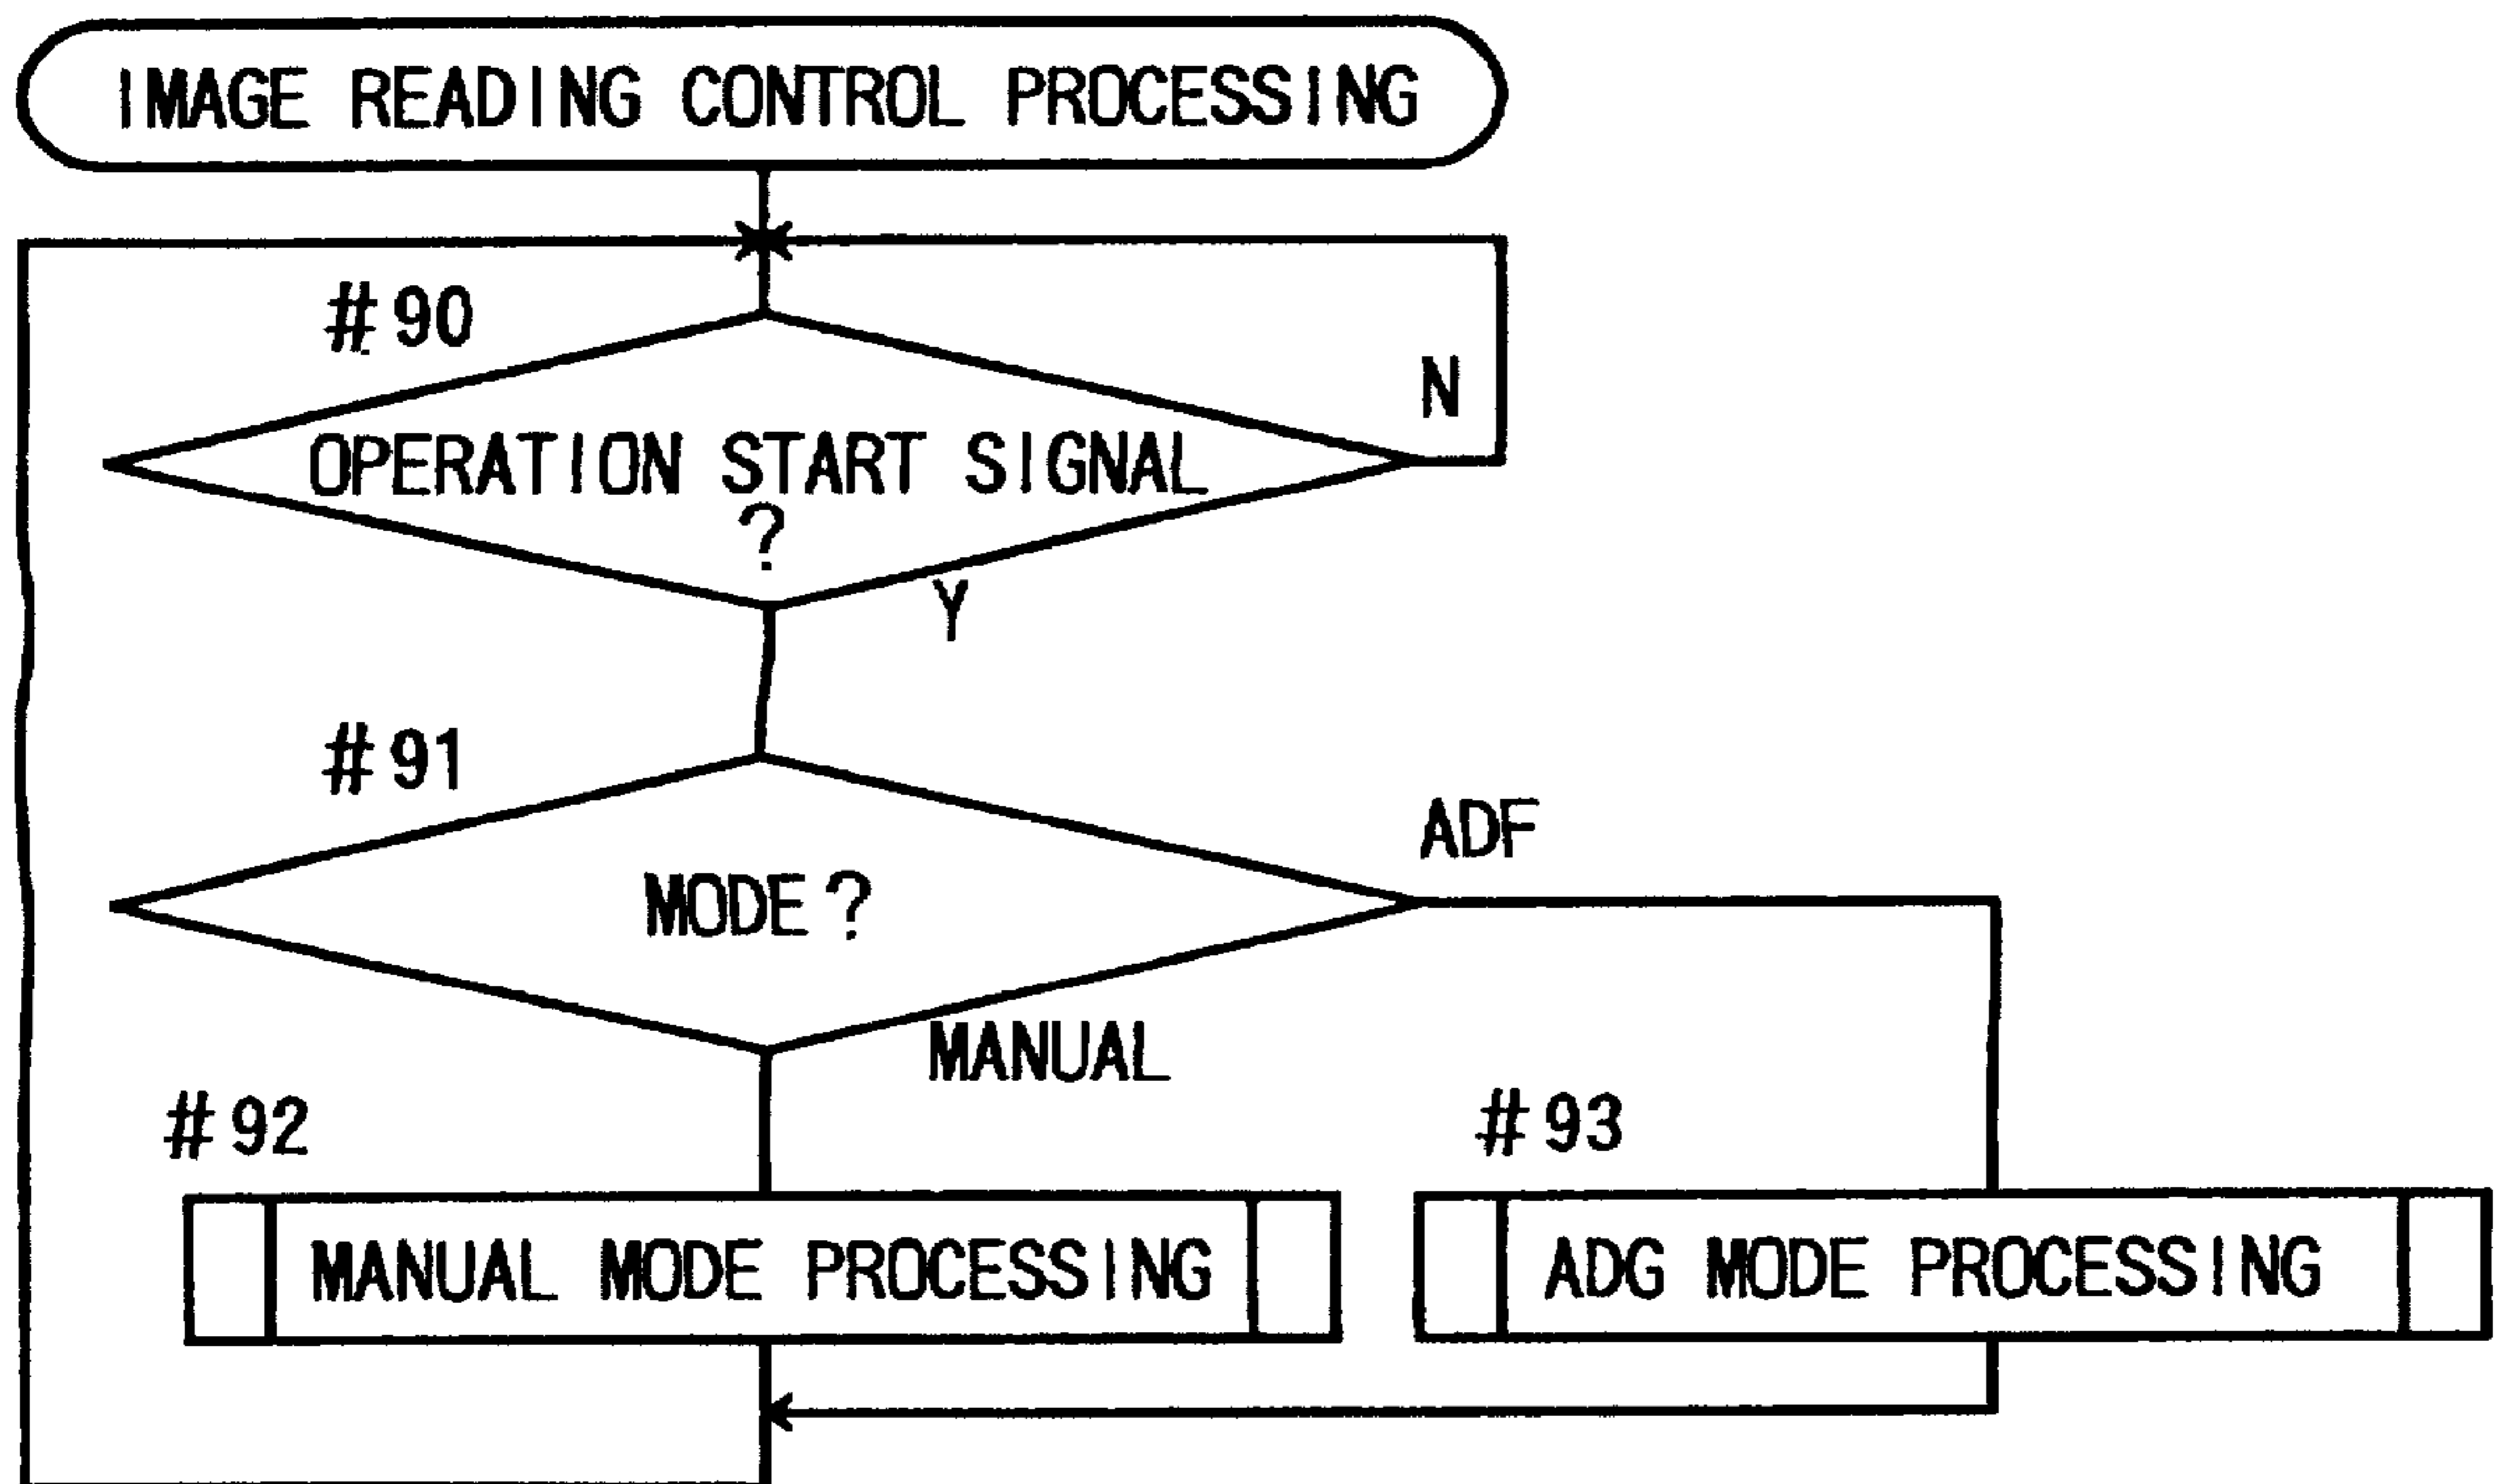 IMAGE READING CONTROL PROCESSING
#90
N
OPERATION START SIGNAL
?
Y
#91
ADF
MODE?
MANUAL
#92
#93
MANUAL MODE PROCESSING
ADG MODE PROCESSING